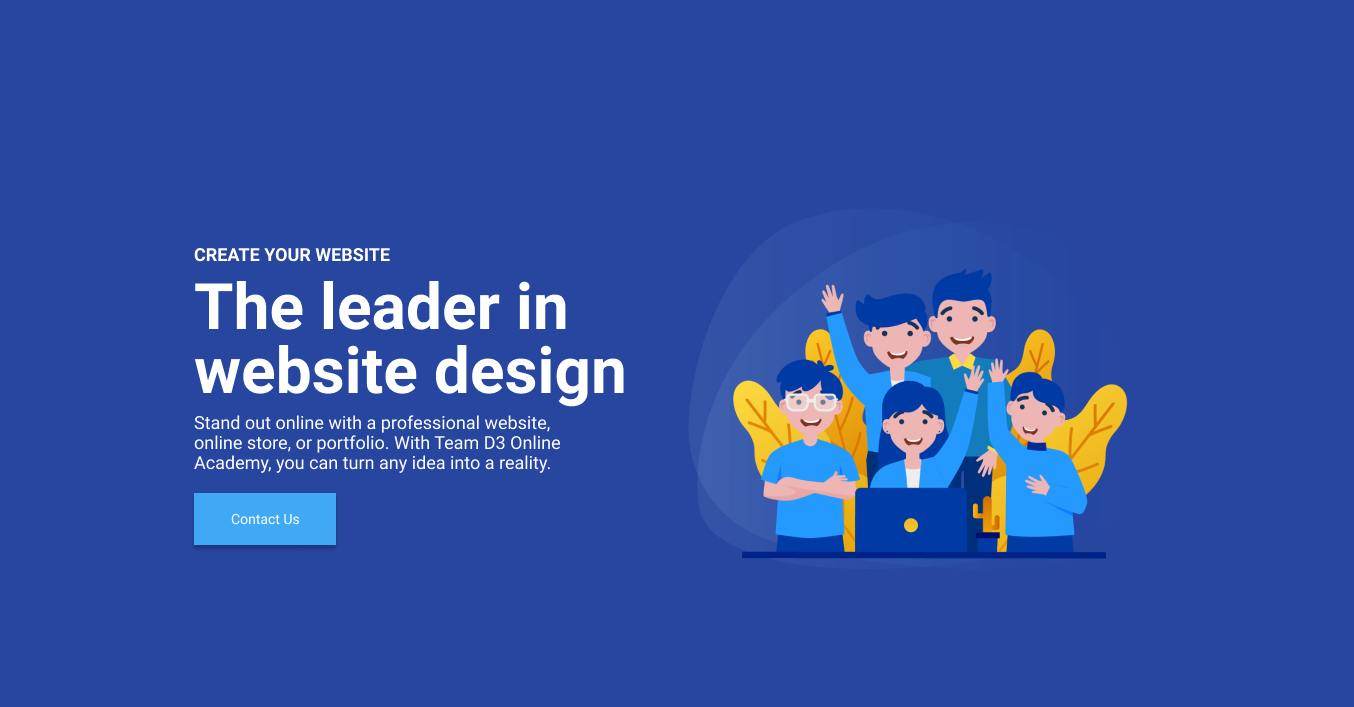 CREATE YOUR WEBSITE
The leader in
website design
Stand out online with a professional website,
online store, or portfolio. With Team D3 Online
Academy, you can turn any idea into a reality.
Contact Us